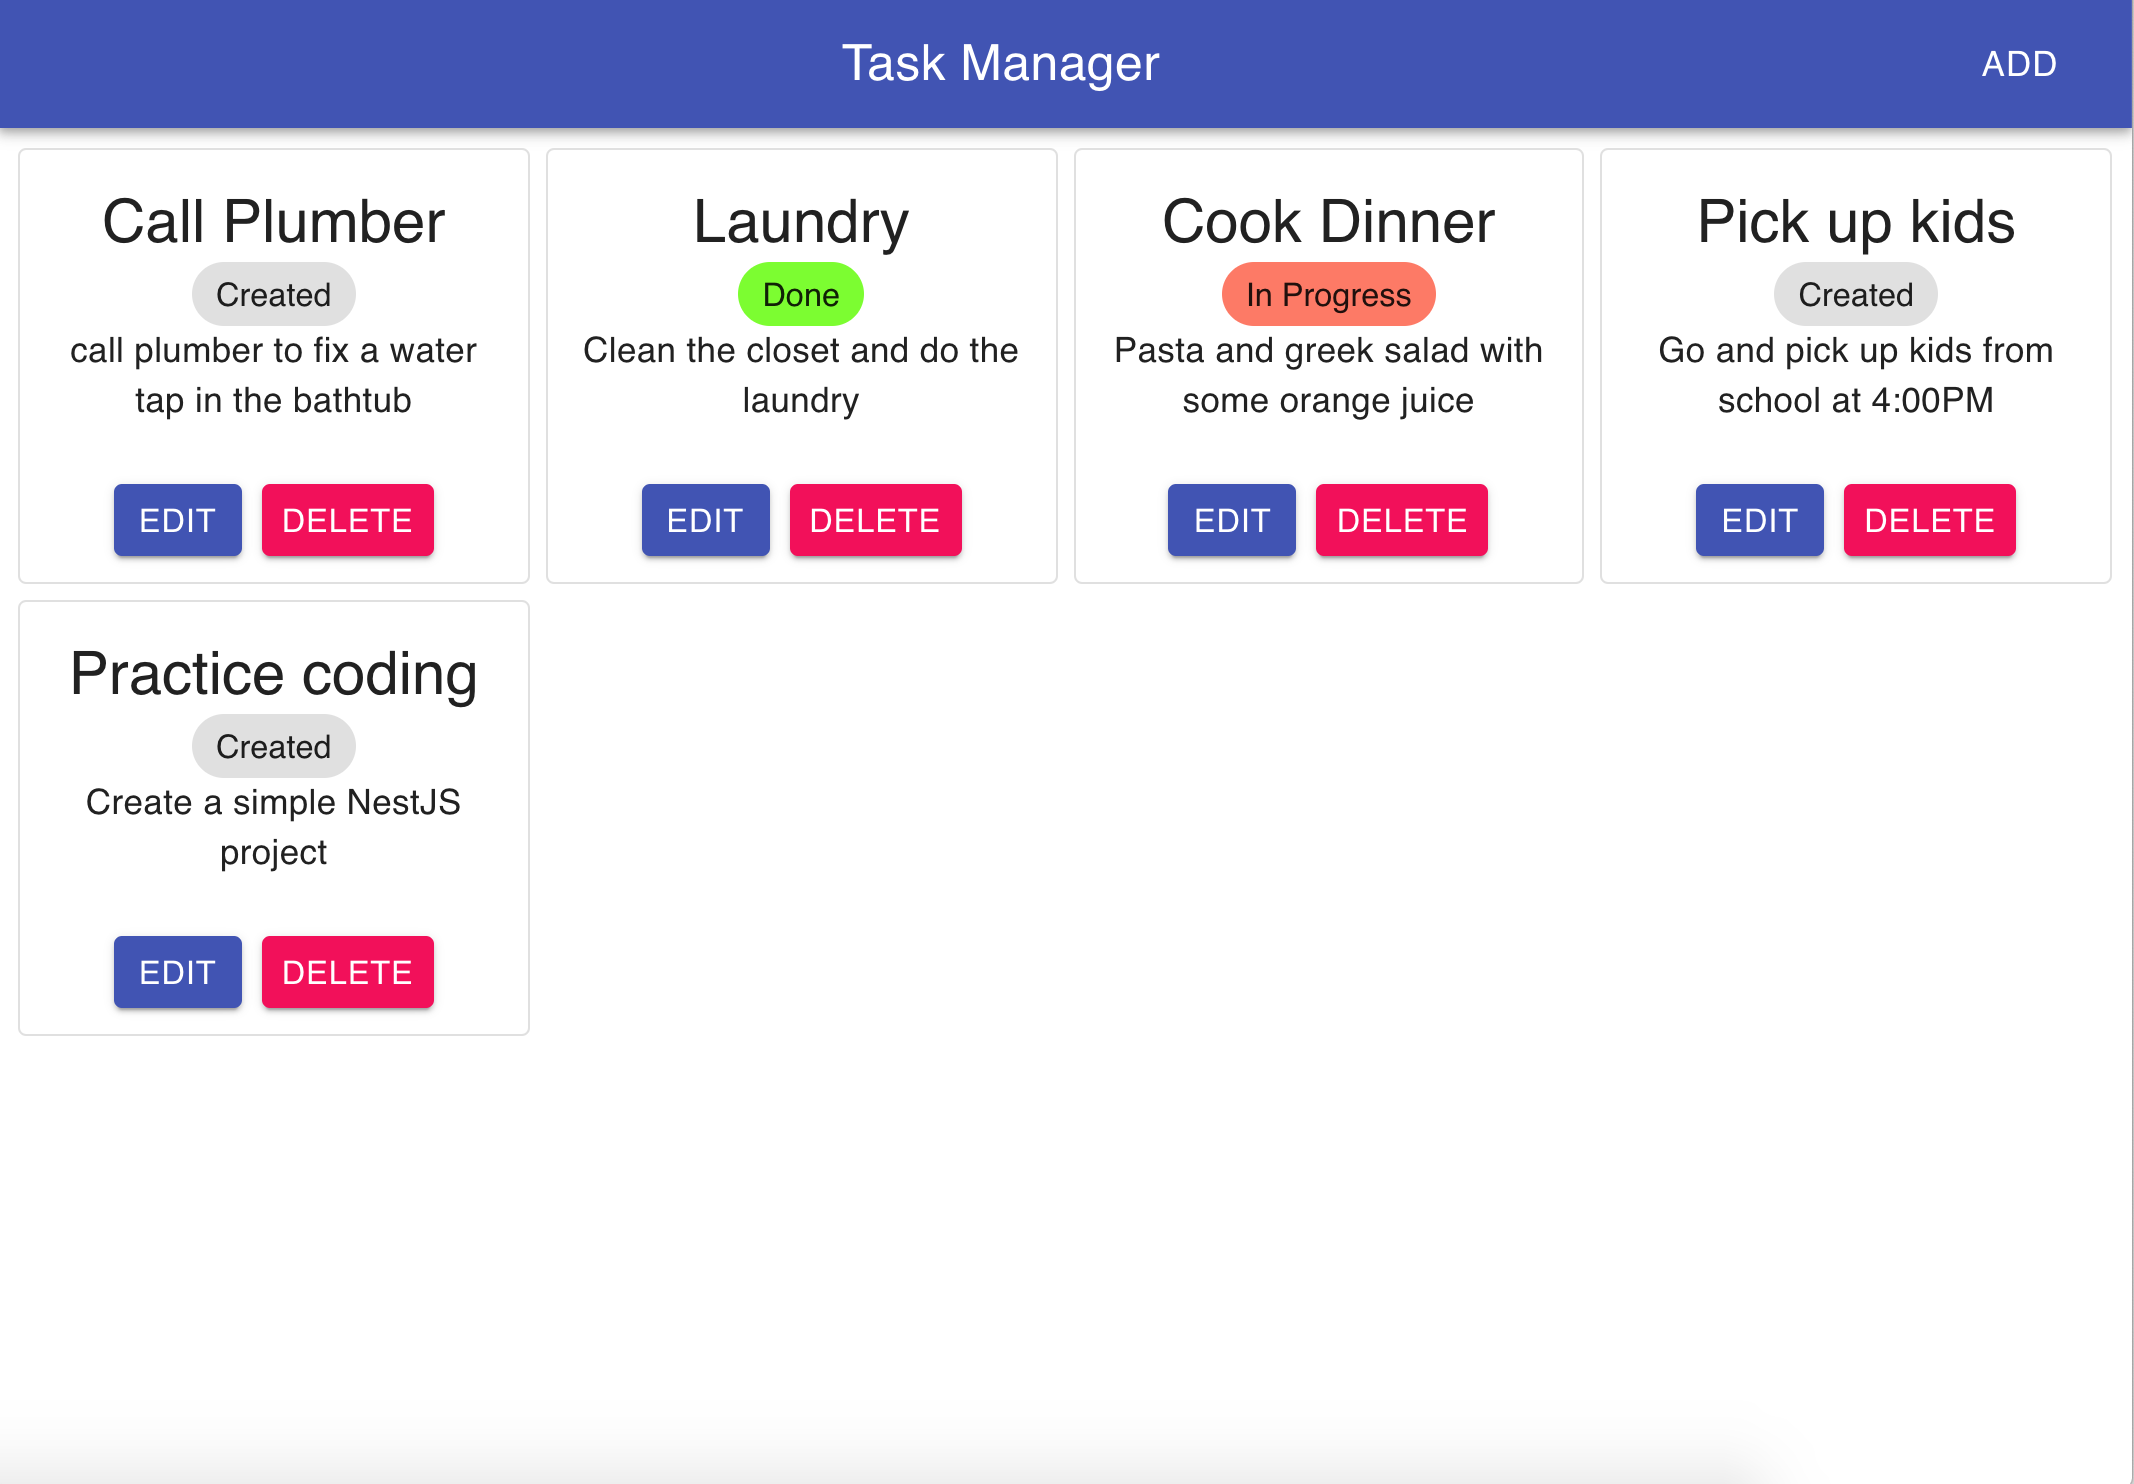 Task Manager
ADD
Call Plumber
Created
call plumber to fix a water
tap in the bathtub
EDIT DELETE
Laundry
Done
Clean the closet and do the
laundry
EDIT DELETE
Cook Dinner
In Progress
Pasta and greek salad with
some orange juice
EDIT DELETE
Pick up kids
Created
Go and pick up kids from
school at 4:00PM
EDIT DELETE
Practice coding
Created
Create a simple NestJS
project
EDIT DELETE